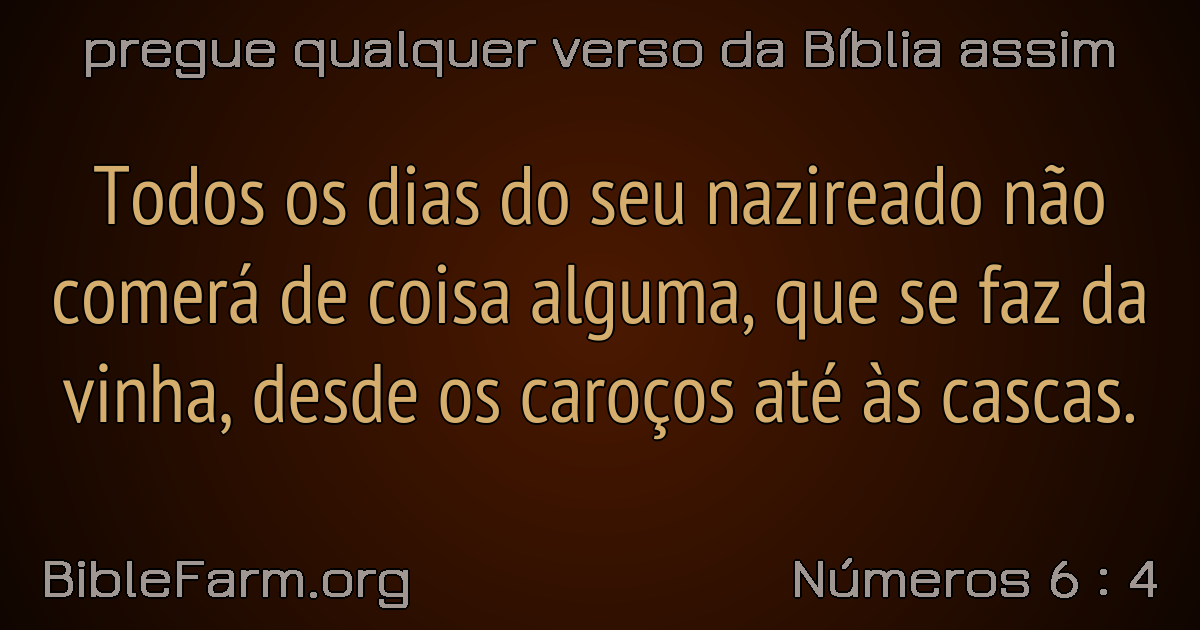 pregue qualquer verso da Bíblia assim
Todos os dias do seu nazireado não
comerá de coisa alguma, que se faz da
vinha, desde os caroços até às cascas.
BibleFarm.org
Números 6 : 4